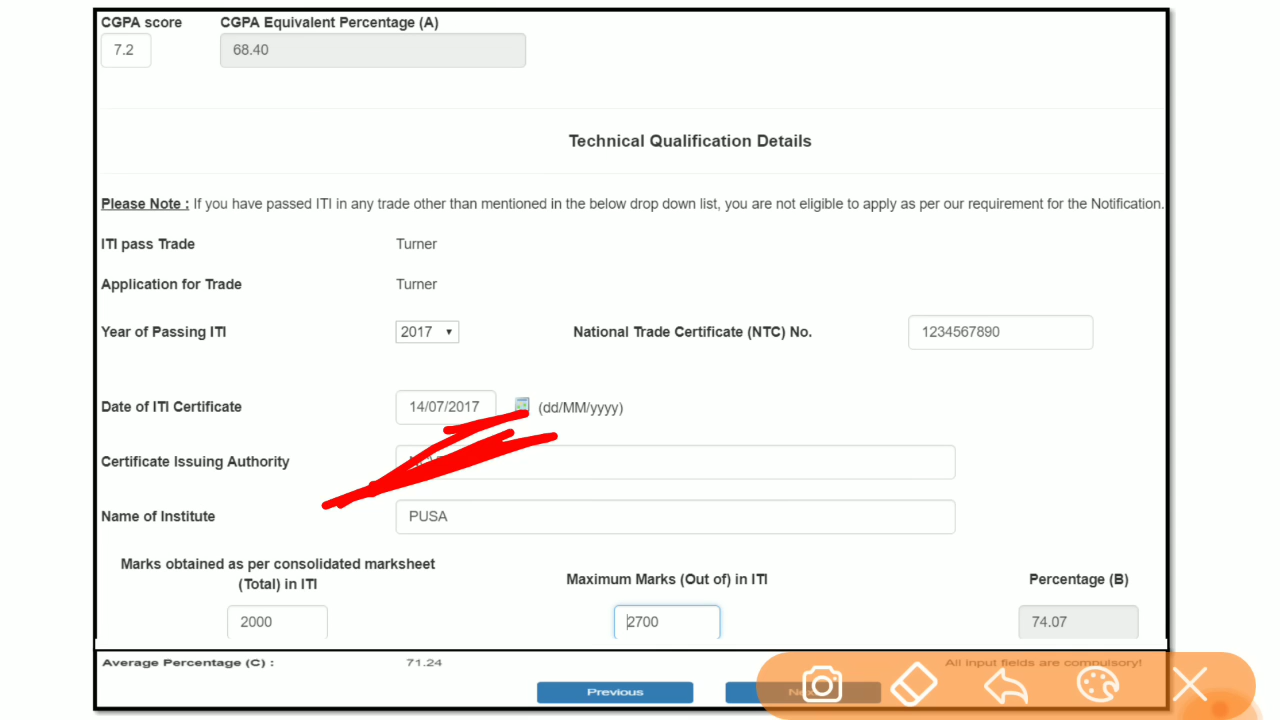 CGPA score CGPA Equivalent Percentage (A)
7.2 68.40
Technical Qualification Details
Please Note : If you have passed ITI in any trade other than mentioned in the below drop down list, you are not eligible to apply as per our requirement for the Notification.
ITI pass Trade Turner
Application for Trade Turner
Year of Passing ITI 2017 National Trade Certificate (NTC) No. 1234567890
Date of ITI Certificate 14/07/2017 (dd/MM/yyyy)
Certificate Issuing Authority
Name of Institute PUSA
Marks obtained as per consolidated marksheet
(Total) in ITI
Maximum Marks (Out of) in ITI
Percentage (B)
2000 2700 74.07
Average Percentage (C) : 71.24 All input fields are compulsory!
Previous